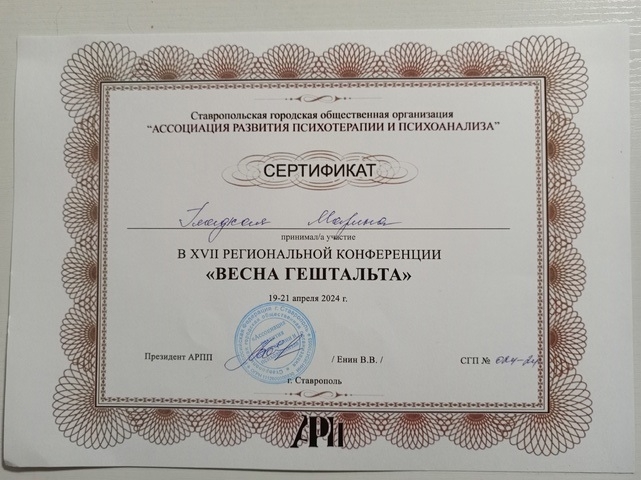 Ставропольская городская общественная организация
"АССОЦИАЦИЯ РАЗВИТИЯ ПСИХОТЕРАПИИ И ПСИХОАНАЛИЗА"
СЕРТИФИКАТ
Гладкая Марина
принимал/а участие
В XVII РЕГИОНАЛЬНОЙ КОНФЕРЕНЦИИ
«ВЕСНА ГЕШТАЛЬТА»
19-21 апреля 2024 г.
Президент АРПП / Енин В.В. / СГП №
г. Ставрополь